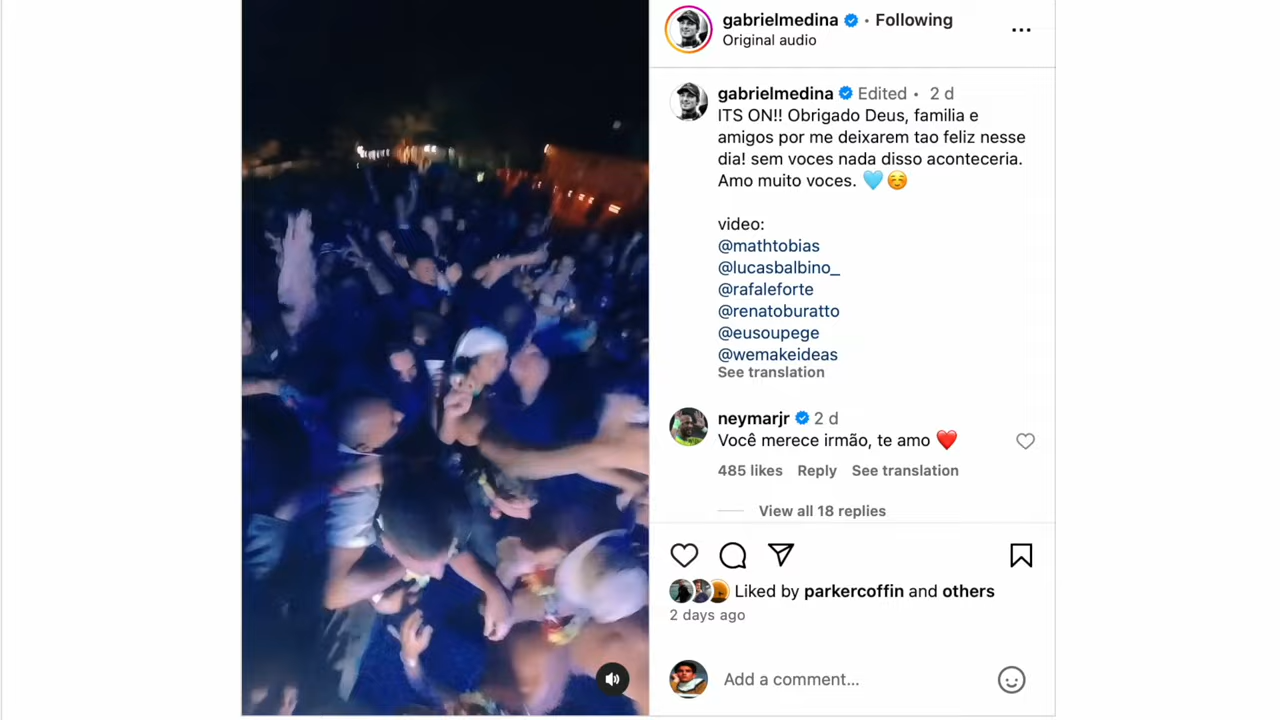 gabrielmedina • Following
Original audio
gabrielmedina Edited • 2 d
ITS ON!! Obrigado Deus, familia e
amigos por me deixarem tao feliz nesse
dia! sem voces nada disso aconteceria.
Amo muito voces. 🩵☺️
video:
@mathtobias
@lucasbalbino_
@rafaleforte
@renatoburatto
@eusoupege
@wemakeideas
See translation
neymarjr 2 d
Você merece irmão, te amo ❤️
485 likes Reply See translation
View all 18 replies
Liked by parkercoffin and others
2 days ago
Add a comment...